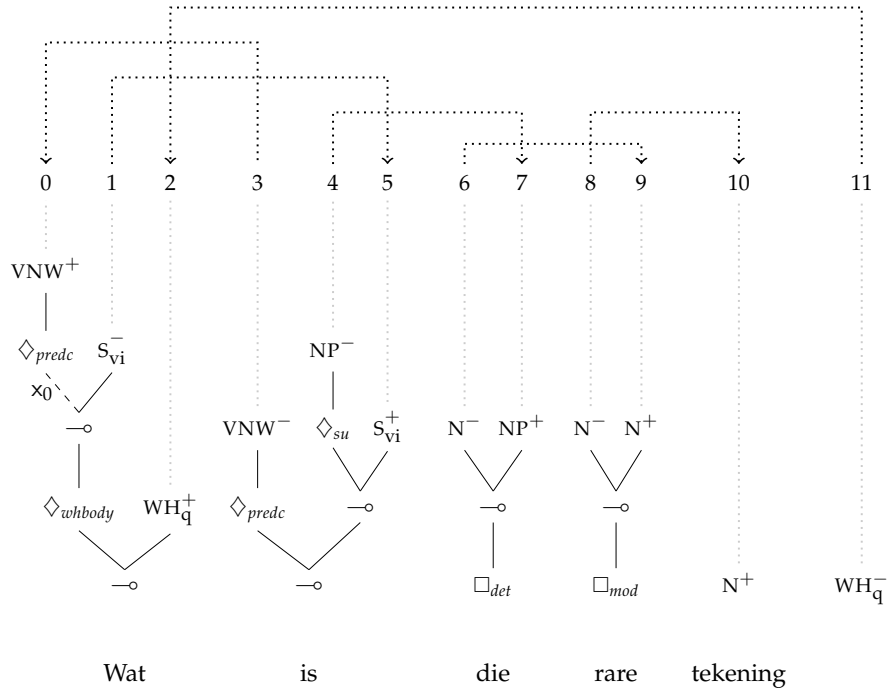 0 1 2 3 4 5 6 7 8 9 10 11
VNW⁺
◇predc S⁻vi NP⁻
x₀
⊸ VNW⁻ ◇su S⁺vi N⁻ NP⁺ N⁻ N⁺
◇whbody WH⁺q ◇predc ⊸ ⊸ ⊸
⊸ ⊸ □det □mod N⁺ WH⁻q
Wat is die rare tekening